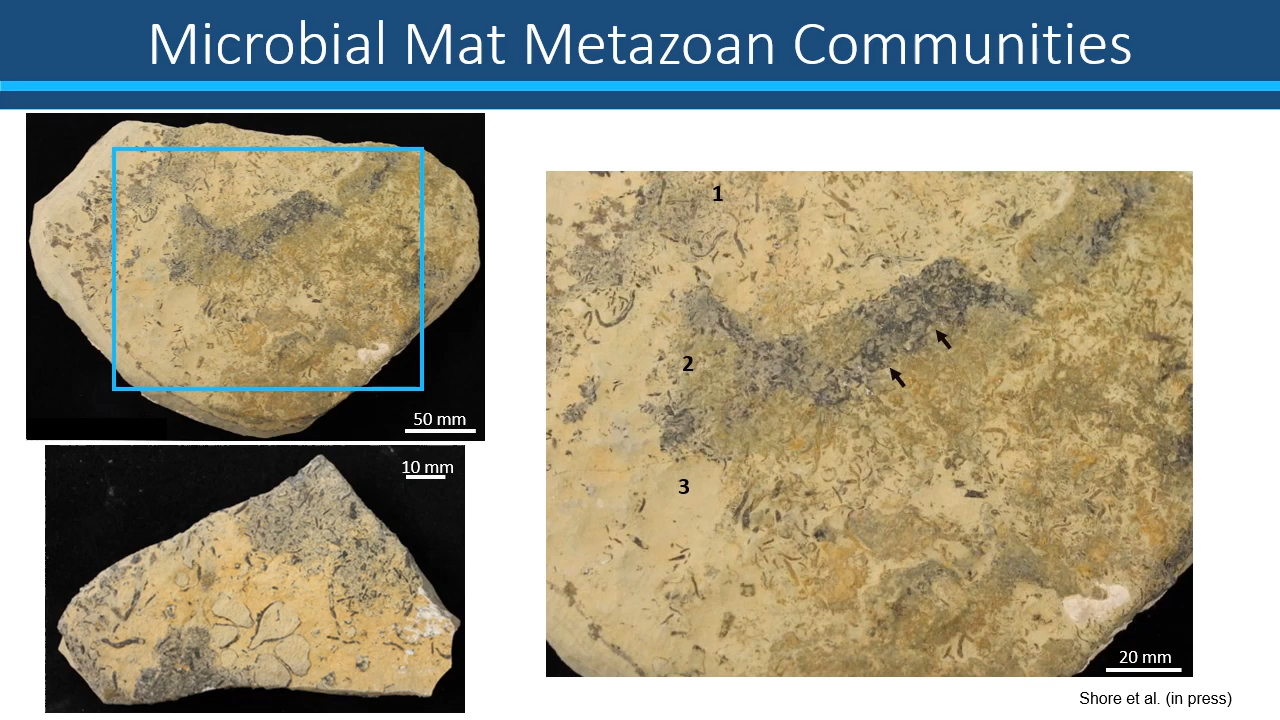 Microbial Mat Metazoan Communities
50 mm
10 mm
1
2
3
20 mm
Shore et al. (in press)